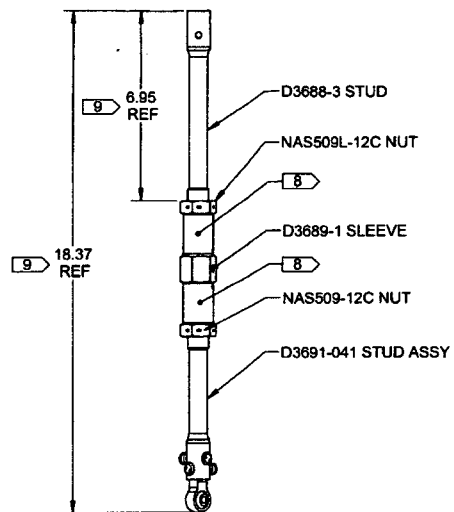 9
6.95
REF
D3688-3 STUD
NAS509L-12C NUT
8
D3689-1 SLEEVE
9
18.37
REF
8
NAS509-12C NUT
D3691-041 STUD ASSY